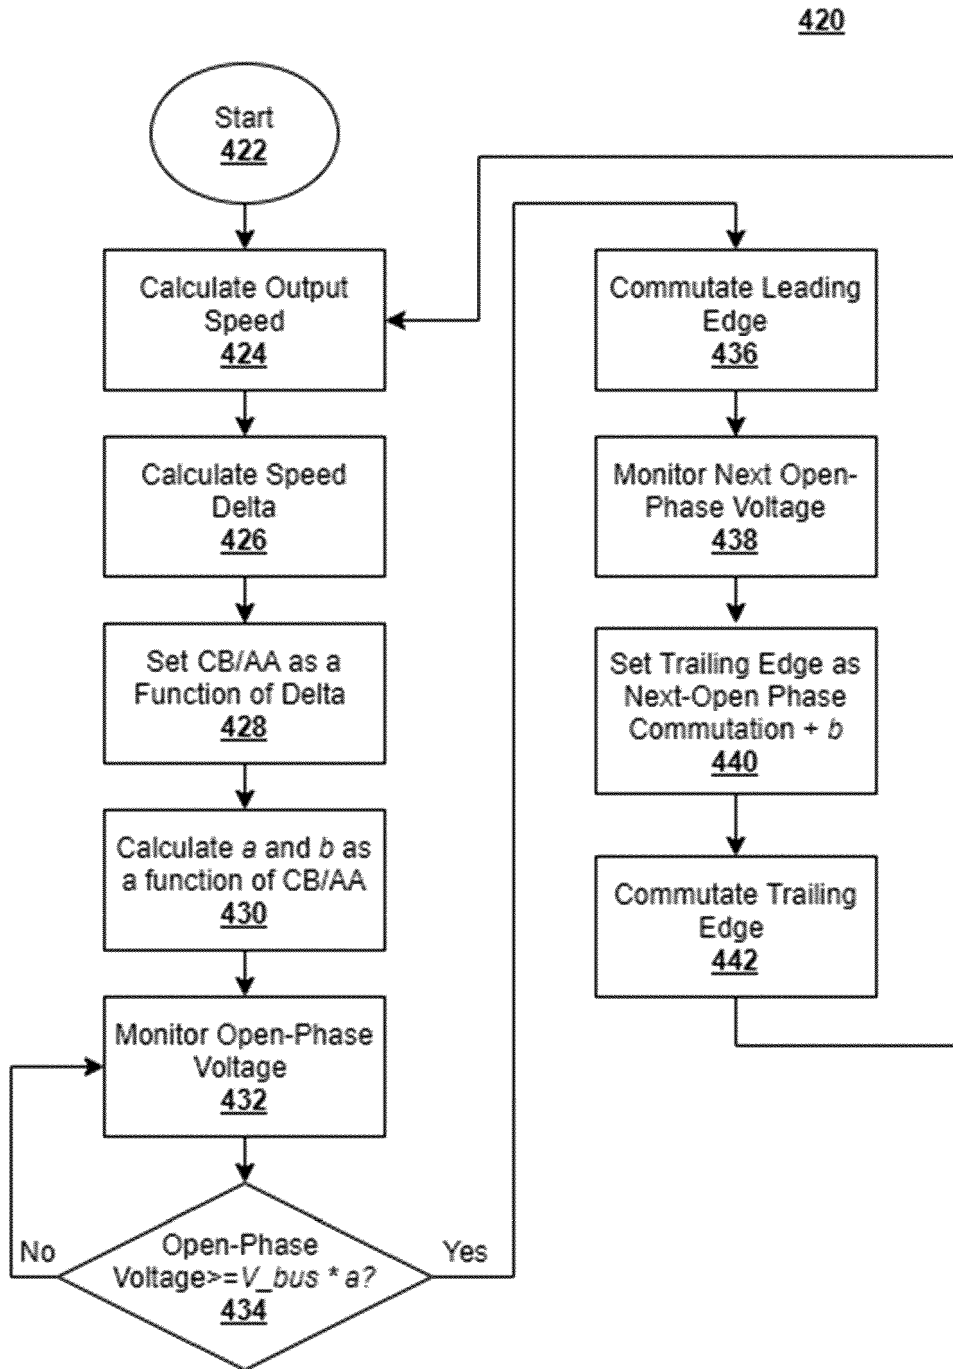 420
Start
422
Calculate Output
Speed
424
Calculate Speed
Delta
426
Set CB/AA as a
Function of Delta
428
Calculate a and b as
a function of CB/AA
430
Monitor Open-Phase
Voltage
432
No
Open-Phase
Voltage>=V_bus * a?
434
Yes
Commutate Leading
Edge
436
Monitor Next Open-
Phase Voltage
438
Set Trailing Edge as
Next-Open Phase
Commutation + b
440
Commutate Trailing
Edge
442